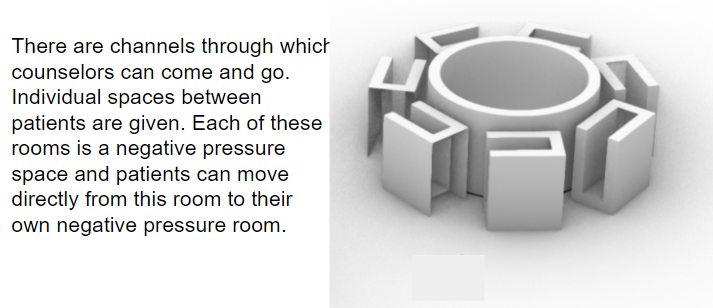 There are channels through which
counselors can come and go.
Individual spaces between
patients are given. Each of these
rooms is a negative pressure
space and patients can move
directly from this room to their
own negative pressure room.